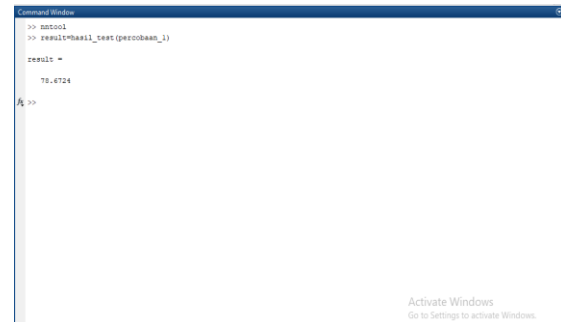 Command Window
>> nntool
>> result=hasil_test(percobaan_1)
result =
78.6724
fx >>
Activate Windows
Go to Settings to activate Windows.